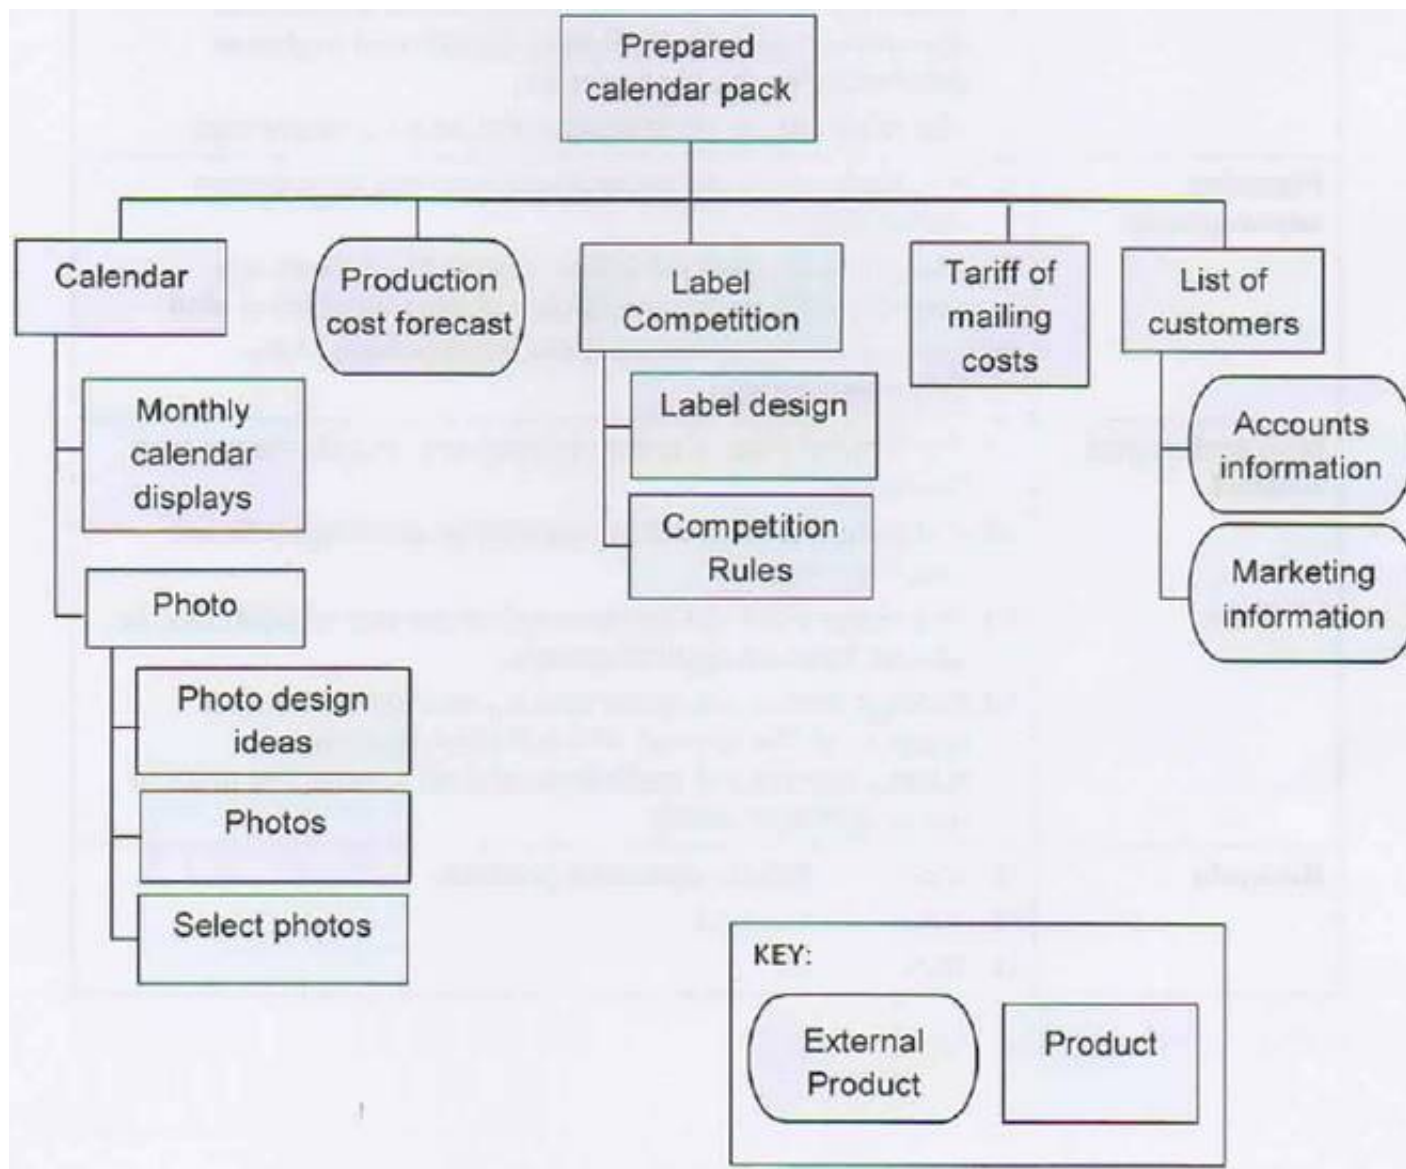 Prepared
calendar pack
Calendar
Production
cost forecast
Label
Competition
Tariff of
mailing
costs
List of
customers
Monthly
calendar
displays
Label design
Competition
Rules
Accounts
information
Marketing
information
Photo
Photo design
ideas
Photos
Select photos
KEY:
External
Product
Product